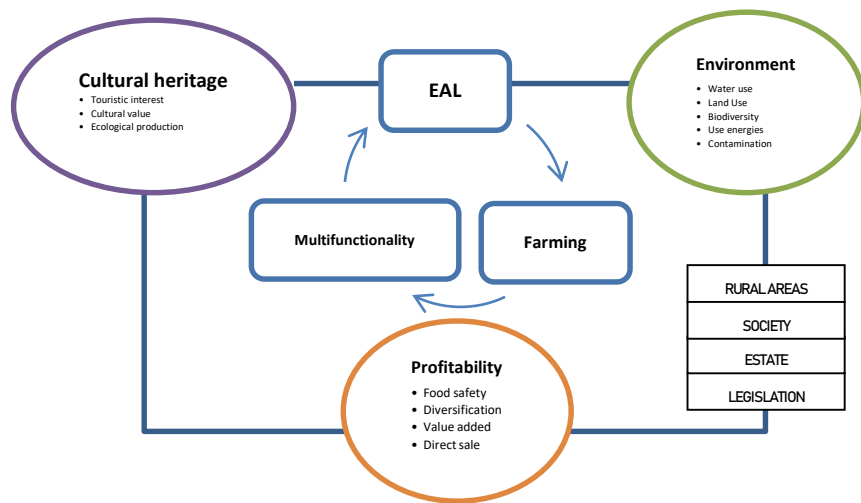 Cultural heritage
• Touristic interest
• Cultural value
• Ecological production
EAL
Environment
• Water use
• Land Use
• Biodiversity
• Use energies
• Contamination
Multifunctionality
Farming
RURAL AREAS
SOCIETY
ESTATE
LEGISLATION
Profitability
• Food safety
• Diversification
• Value added
• Direct sale